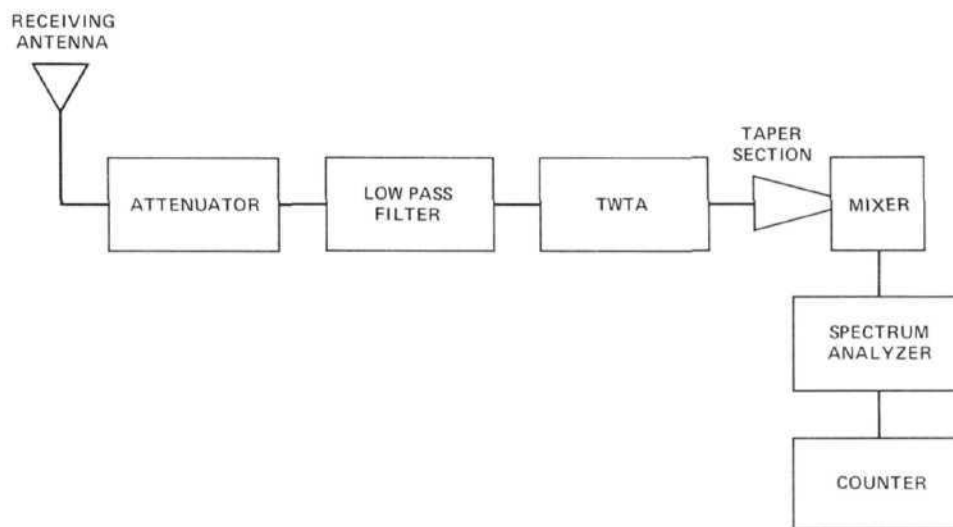 RECEIVING
ANTENNA
TAPER
SECTION
ATTENUATOR
LOW PASS
FILTER
TWTA
MIXER
SPECTRUM
ANALYZER
COUNTER